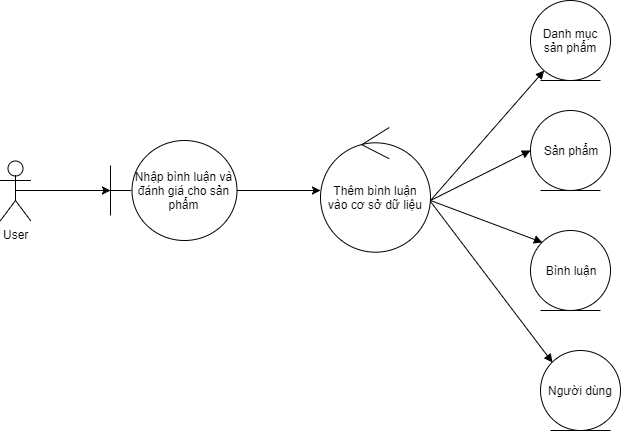 User
Nhập bình luận và
đánh giá cho sản
phẩm
Thêm bình luận
vào cơ sở dữ liệu
Danh mục
sản phẩm
Sản phẩm
Bình luận
Người dùng